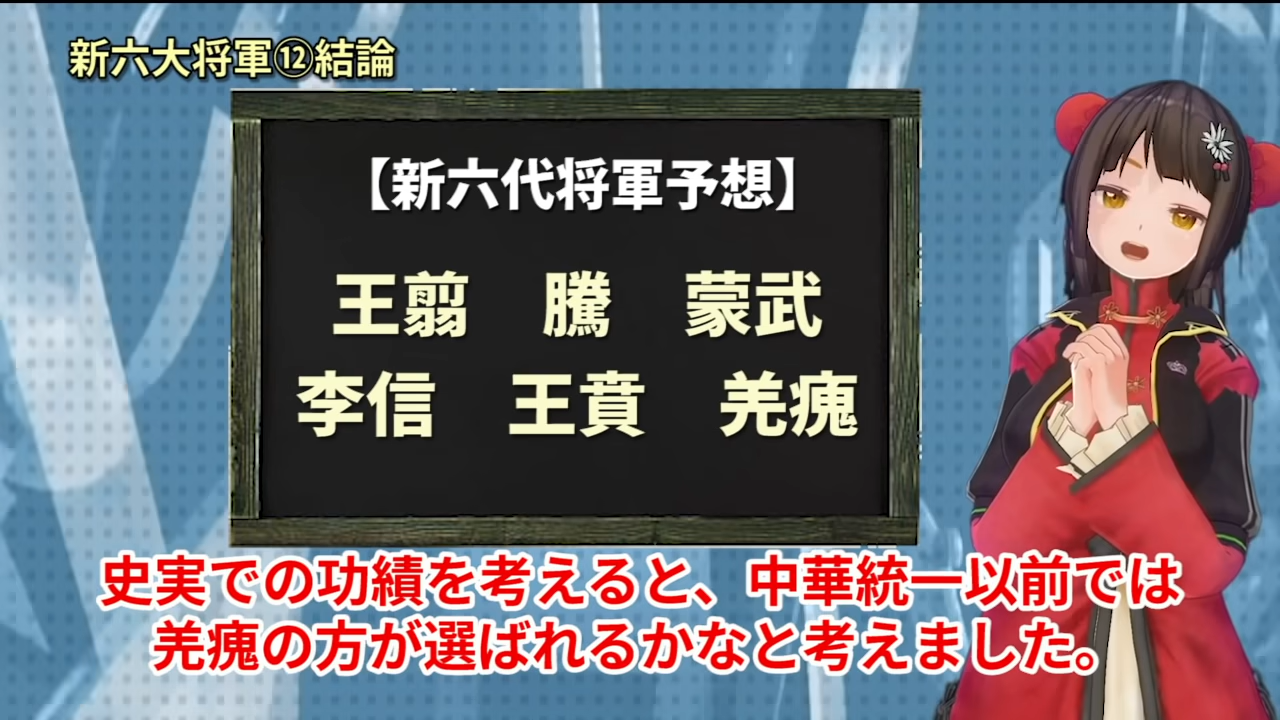 新六大将軍⑫結論
【新六代将軍予想】
王翦 騰 蒙武
李信 王賁 羌瘣
史実での功績を考えると、中華統一以前では
羌瘣の方が選ばれるかなと考えました。